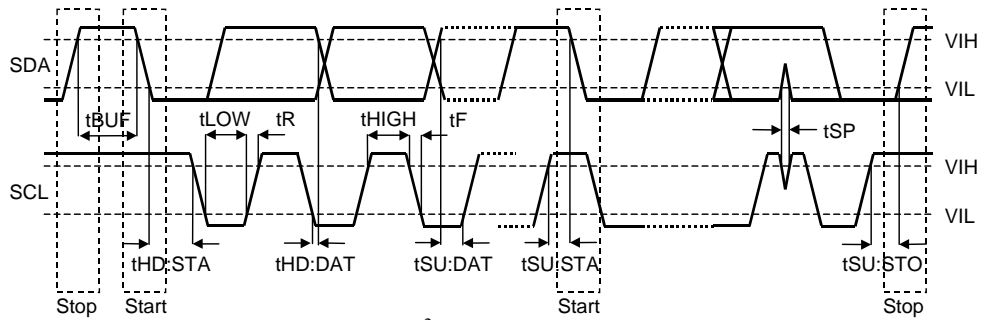 VIH
SDA
VIL
tBUF
tLOW
tR
tHIGH
tF
tSP
VIH
SCL
VIL
tHD:STA
tHD:DAT
tSU:DAT
tSU:STA
tSU:STO
Stop
Start
Start
Stop